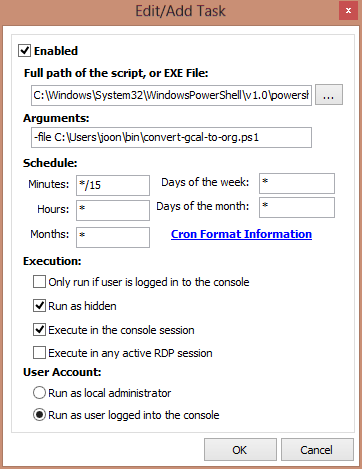 Edit/Add Task
x
Enabled
Full path of the script, or EXE File:
C:\Windows\System32\WindowsPowerShell\v1.0\powersh
...
Arguments:
-file C:\Users\joon\bin\convert-gcal-to-org.ps1
Schedule:
Minutes: */15 Days of the week: *
Hours: * Days of the month: *
Months: * Cron Format Information
Execution:
Only run if user is logged in to the console
Run as hidden
Execute in the console session
Execute in any active RDP session
User Account:
Run as local administrator
Run as user logged into the console
OK Cancel